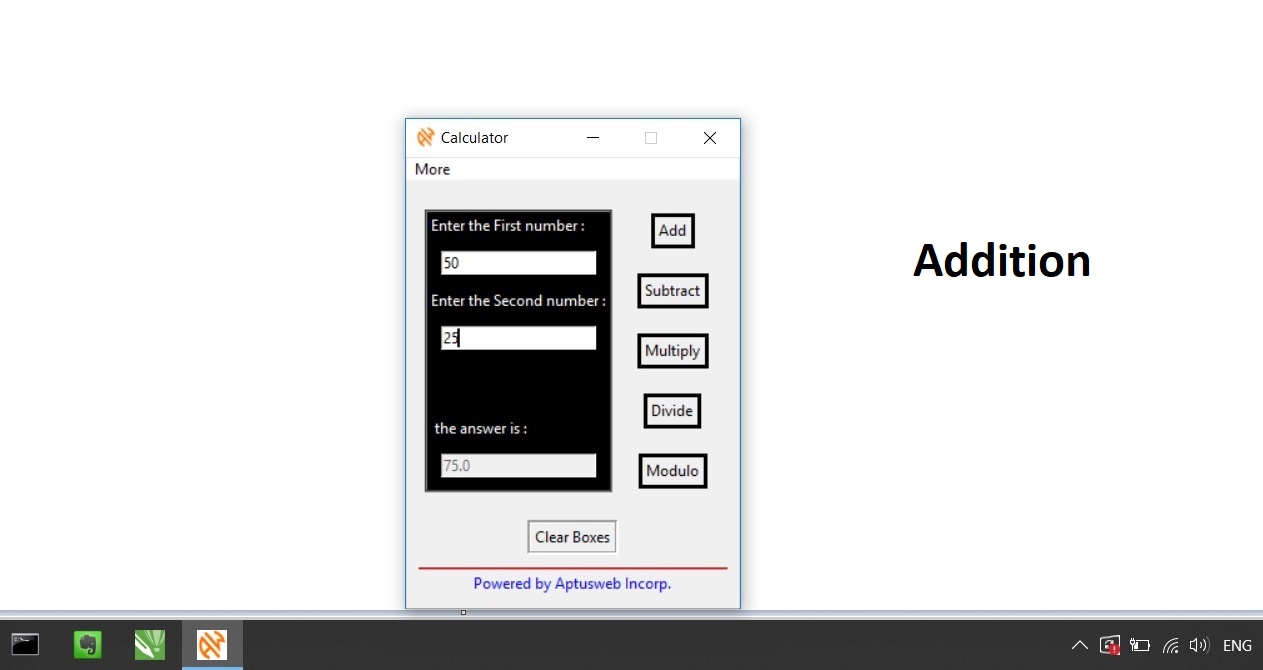 Calculator
More
Enter the First number :
50
Enter the Second number :
25
the answer is :
75.0
Add
Subtract
Multiply
Divide
Modulo
Clear Boxes
Powered by Aptusweb Incorp.
Addition
ENG